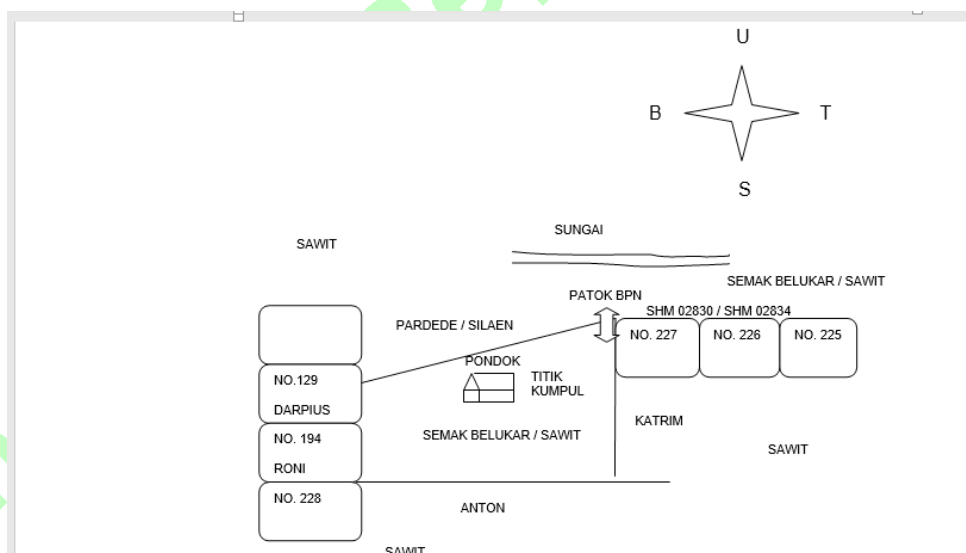 U
B
T
S
SUNGAI
SAWIT
SEMAK BELUKAR / SAWIT
PATOK BPN
SHM 02830 / SHM 02834
PARDEDE / SILAEN
NO. 227
NO. 226
NO. 225
PONDOK
TITIK
KUMPUL
NO.129
DARPIUS
KATRIM
SEMAK BELUKAR / SAWIT
NO. 194
SAWIT
RONI
NO. 228
ANTON
SAWIT